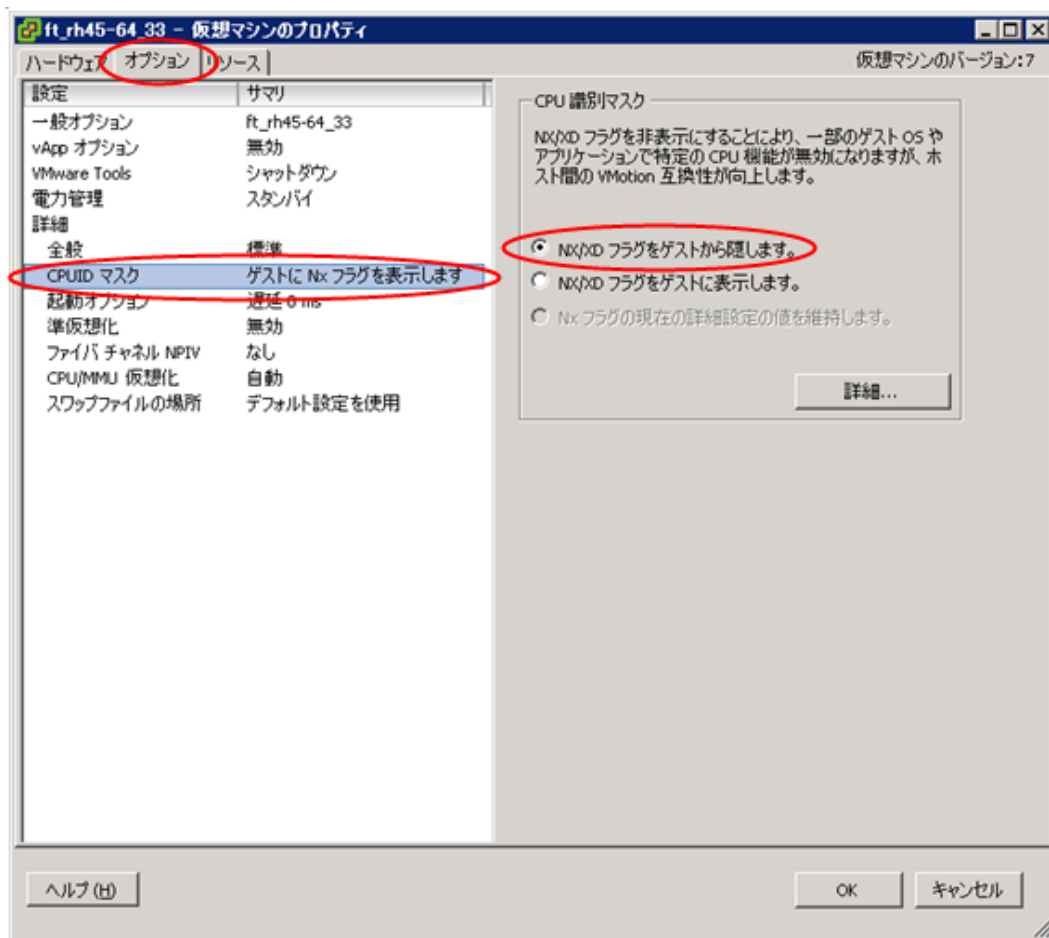 ft_rh45-64_33 - 仮想マシンのプロパティ
ハードウェア オプション リソース 仮想マシンのバージョン:7
設定 サマリ
一般オプション ft_rh45-64_33
vApp オプション 無効
VMware Tools シャットダウン
電力管理 スタンバイ
詳細
全般 標準
CPUID マスク ゲストに Nx フラグを表示します
起動オプション 遅延 0 ms
準仮想化 無効
ファイバ チャネル NPIV なし
CPU/MMU 仮想化 自動
スワップファイルの場所 デフォルト設定を使用
CPU 識別マスク
NX/XD フラグを非表示にすることにより、一部のゲスト OS や
アプリケーションで特定の CPU 機能が無効になりますが、ホ
スト間の VMotion 互換性が向上します。
NX/XD フラグをゲストから隠します。
NX/XD フラグをゲストに表示します。
Nx フラグの現在の詳細設定の値を維持します。
詳細...
ヘルプ (H) OK キャンセル